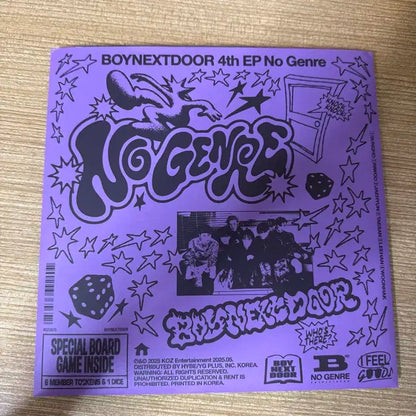 BOYNEXTDOOR 4th EP No Genre
KNOCK
KNOCK
NO GENRE
BOYNEXTDOOR
WHO'S
THERE?
BOYNEXTDOOR
SPECIAL BOARD
GAME INSIDE
6 MEMBER TOKENS & 1 DICE
℗&© 2025 KOZ Entertainment 2025.05.
DISTRIBUTED BY HYBE/YG PLUS, INC. KOREA.
WARNING: ALL RIGHTS RESERVED.
UNAUTHORIZED DUPLICATION & RENT IS
PROHIBITED. PRINTED IN KOREA.
BOY
NEXT
DOOR
B
NO GENRE
I FEEL
GOOD